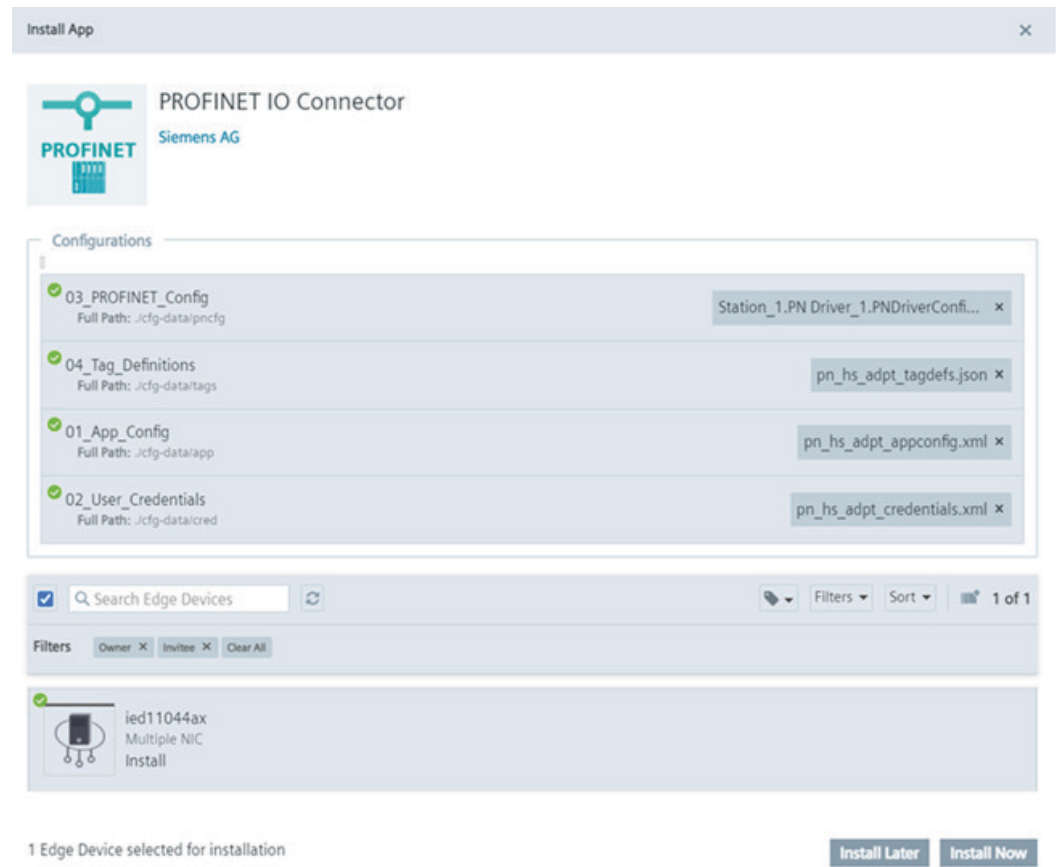 Install App ×
PROFINET
PROFINET IO Connector
Siemens AG
Configurations
03_PROFINET_Config
Full Path: ./cfg-data/pncfg
Station_1.PN Driver_1.PNDriverConfi... ×
04_Tag_Definitions
Full Path: ./cfg-data/tags
pn_hs_adpt_tagdefs.json ×
01_App_Config
Full Path: ./cfg-data/app
pn_hs_adpt_appconfig.xml ×
02_User_Credentials
Full Path: ./cfg-data/cred
pn_hs_adpt_credentials.xml ×
Search Edge Devices Filters Sort 1 of 1
Filters Owner × Invitee × Clear All
ied11044ax
Multiple NIC
Install
1 Edge Device selected for installation Install Later Install Now